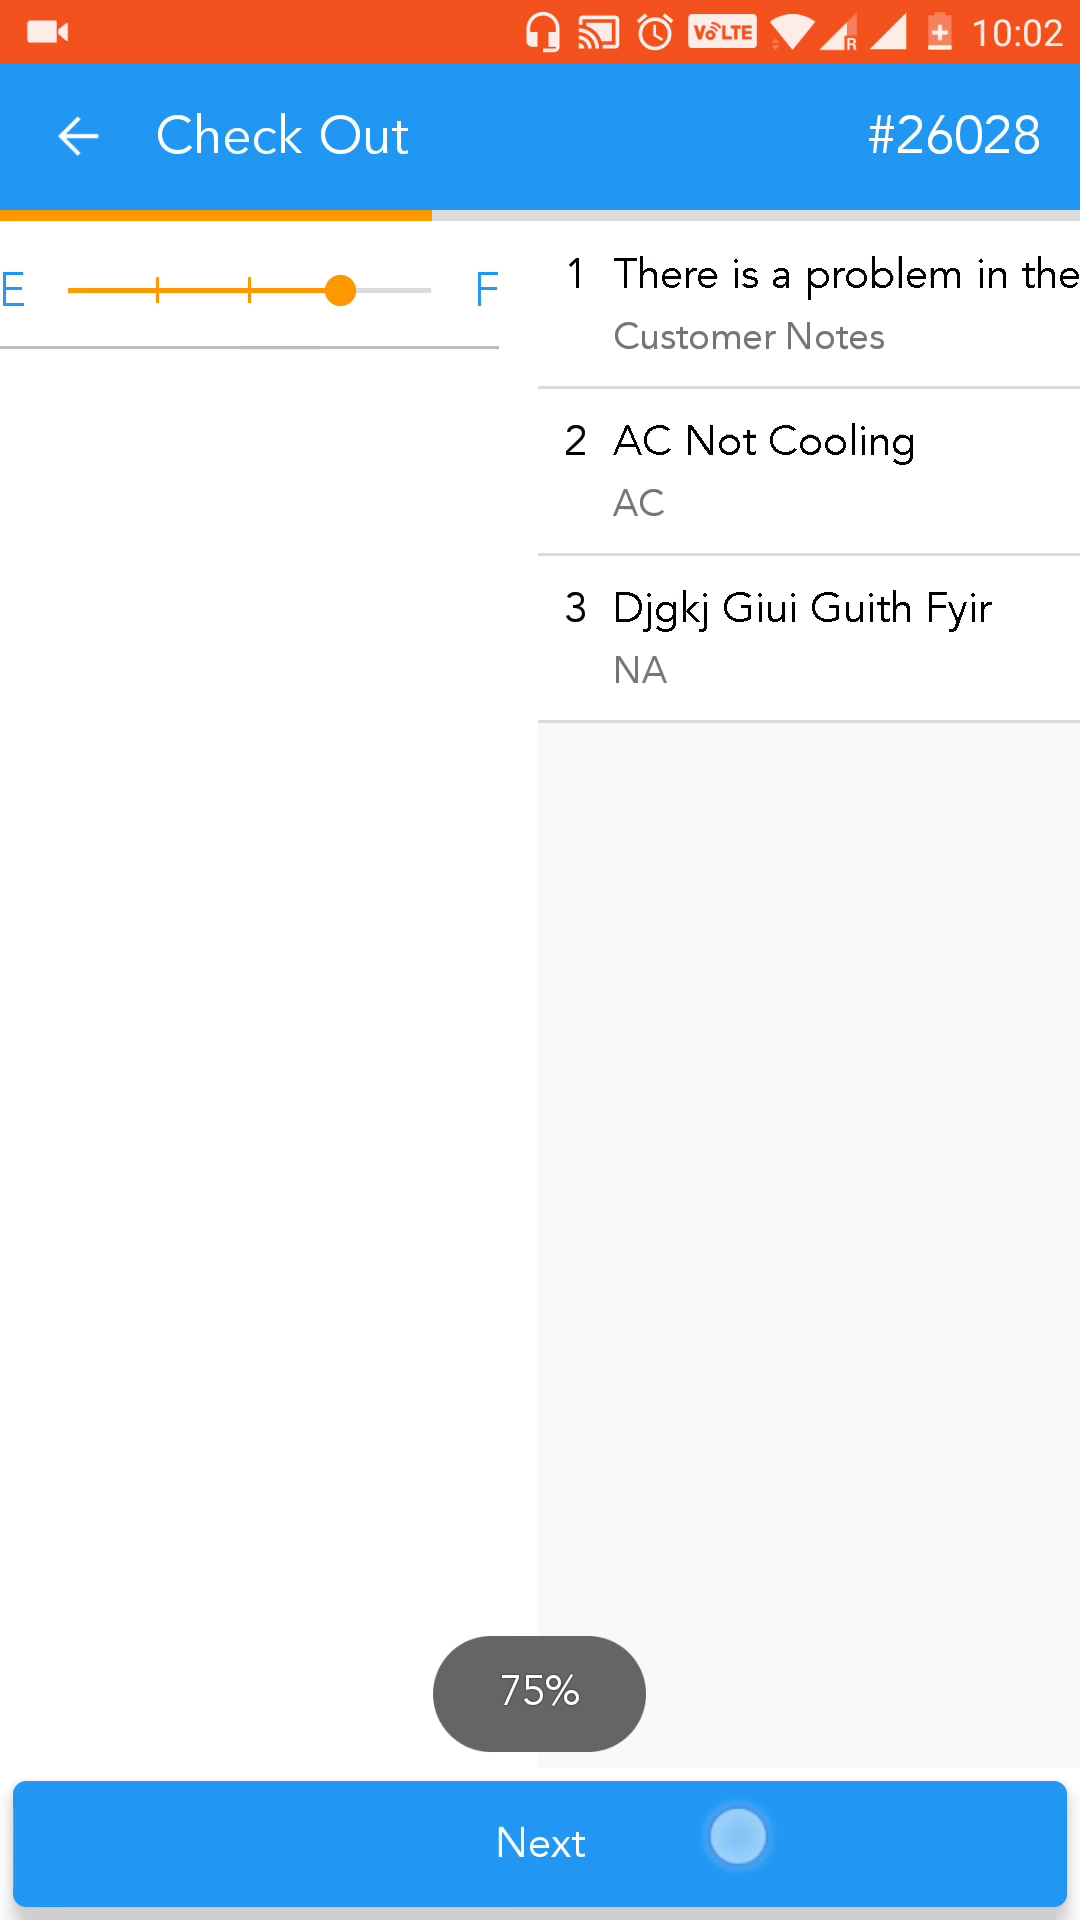 VoLTE R 10:02
Check Out #26028
E F
1 There is a problem in the
Customer Notes
2 AC Not Cooling
AC
3 Djgkj Giui Guith Fyir
NA
75%
Next